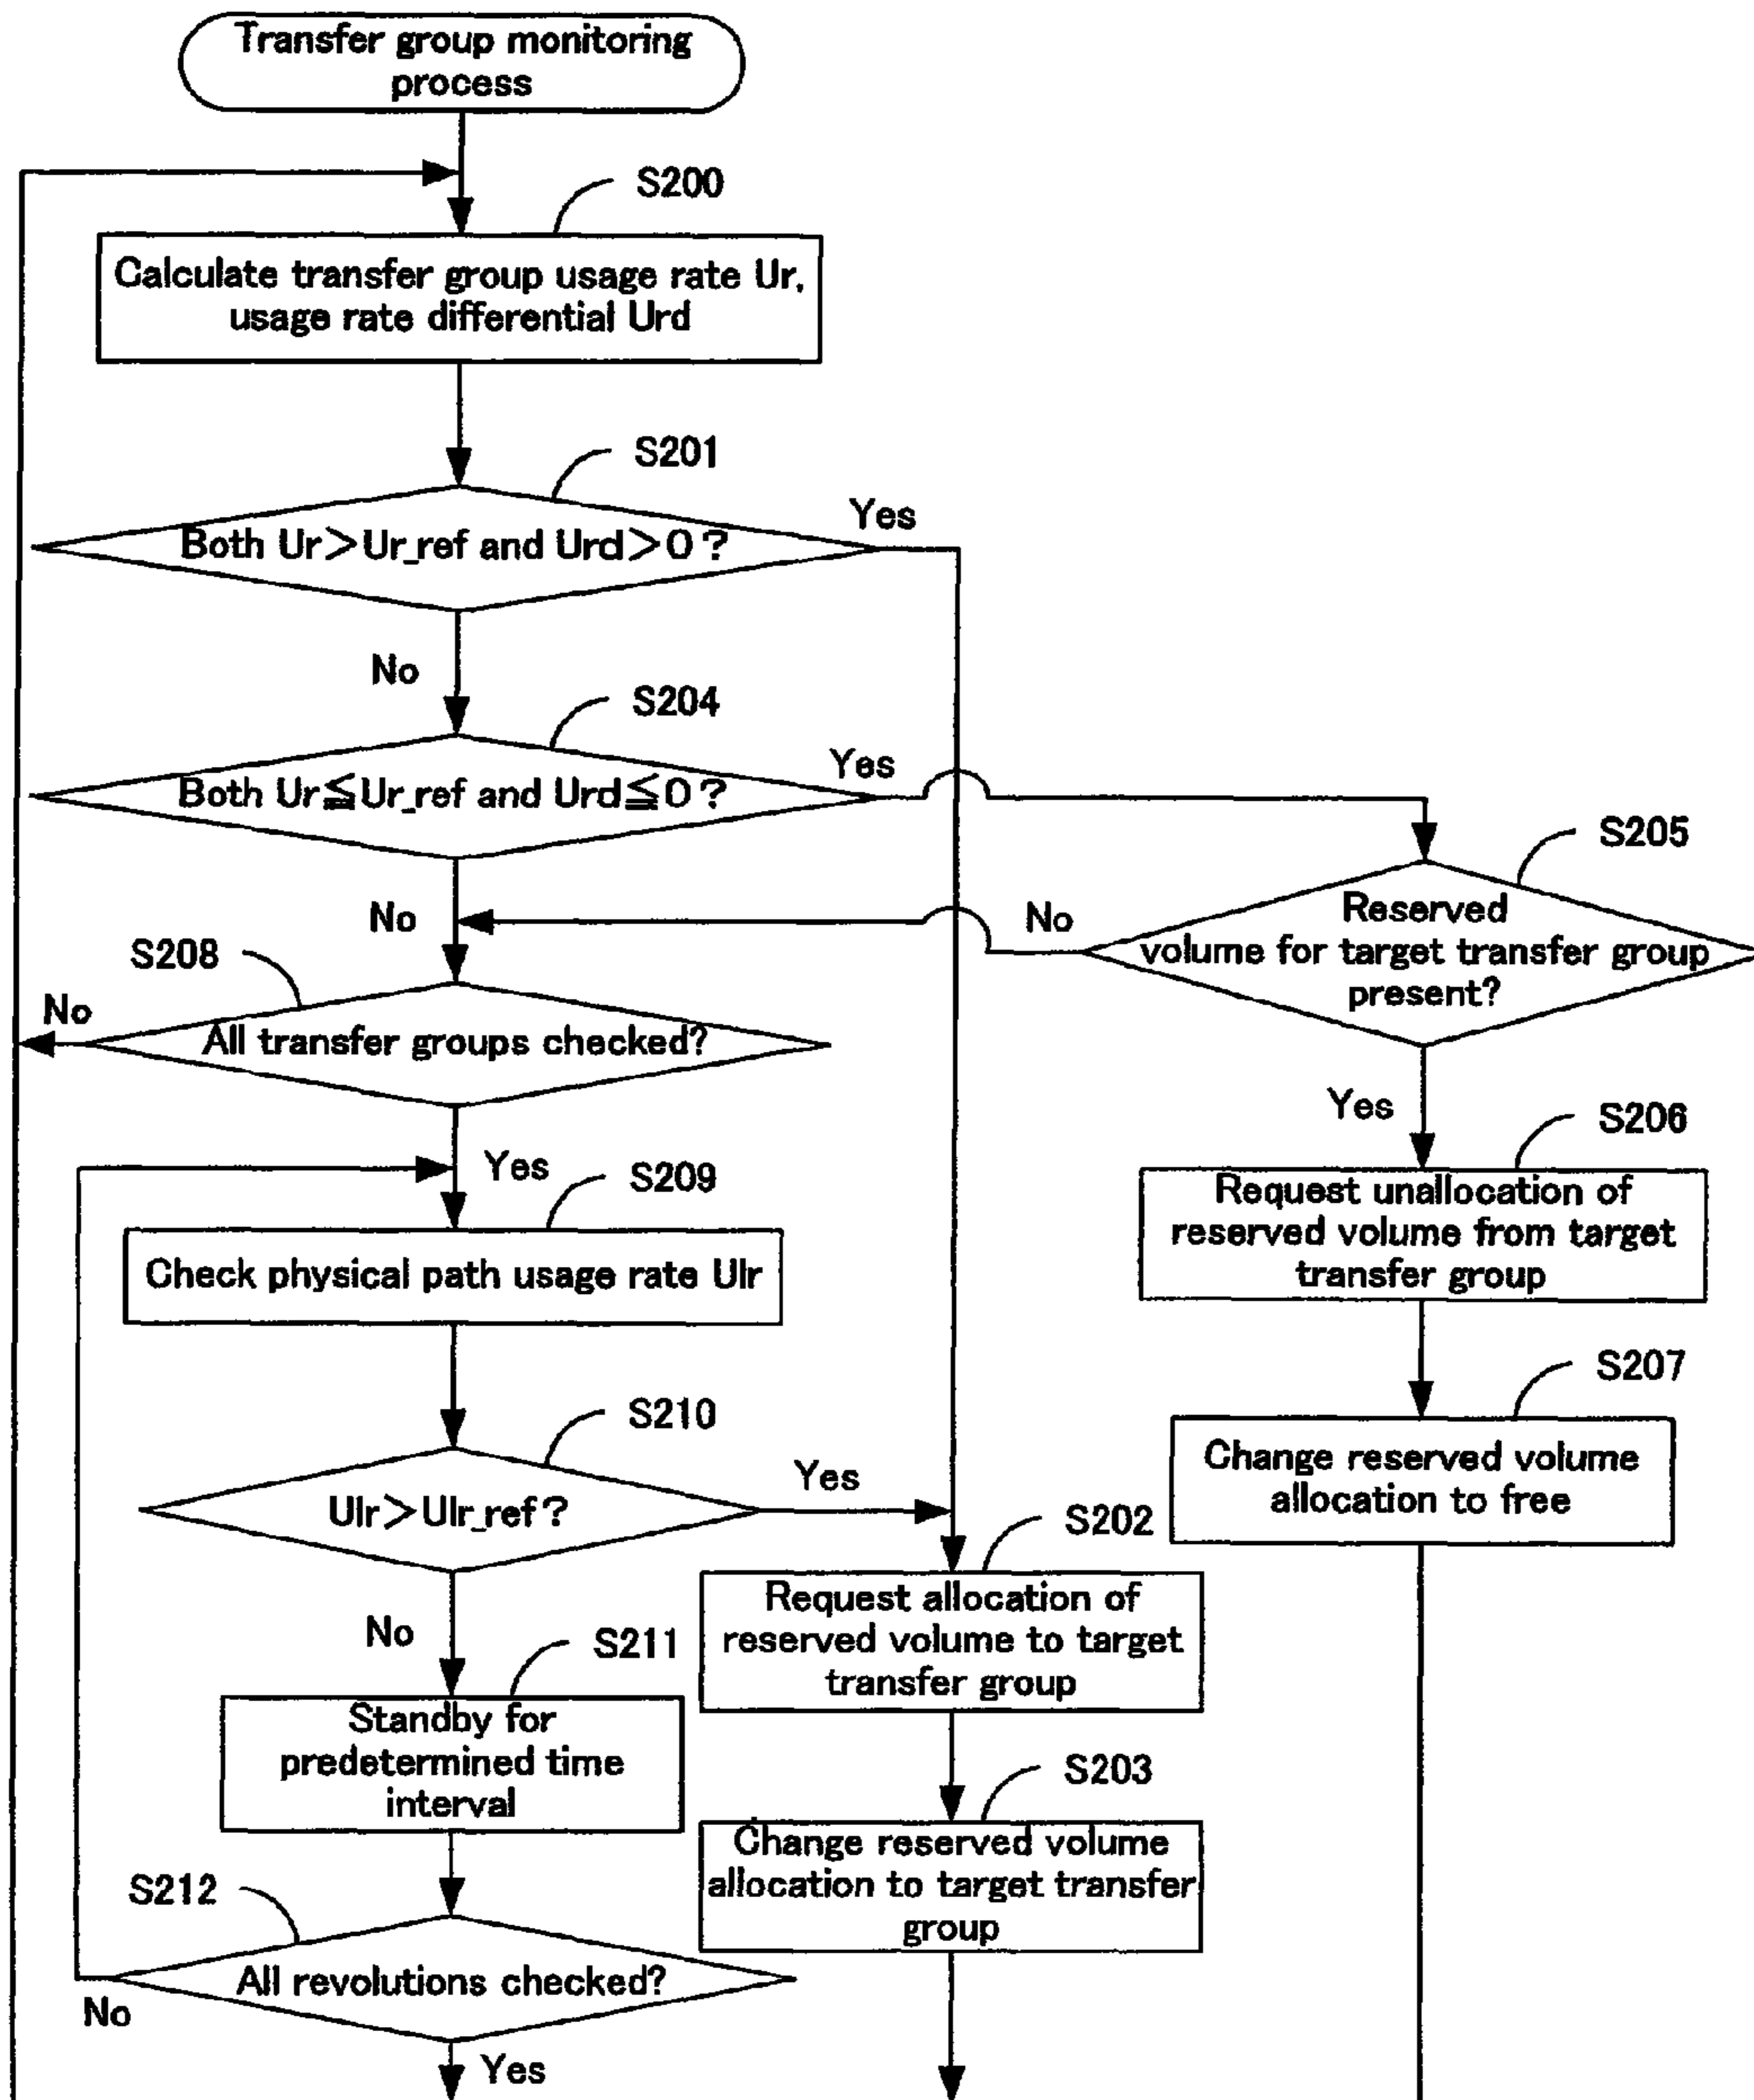 Transfer group monitoring
process
S200
Calculate transfer group usage rate Ur,
usage rate differential Urd
S201
Both Ur>Ur_ref and Urd>0?
Yes
No
S204
Both Ur≦Ur_ref and Urd≦0?
Yes
No
S205
Reserved
volume for target transfer group
present?
No
Yes
S208
All transfer groups checked?
No
Yes
S206
Request unallocation of
reserved volume from target
transfer group
S209
Check physical path usage rate Ulr
S207
Change reserved volume
allocation to free
S210
Ulr>Ulr_ref?
Yes
No
S202
Request allocation of
reserved volume to target
transfer group
S211
Standby for
predetermined time
interval
S203
Change reserved volume
allocation to target transfer
group
S212
All revolutions checked?
No
Yes